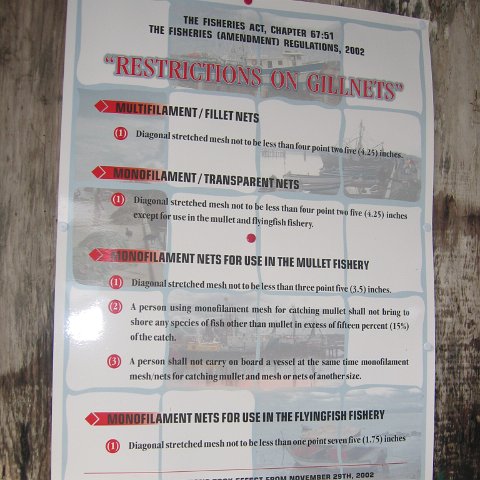 THE FISHERIES ACT, CHAPTER 67:51
THE FISHERIES (AMENDMENT) REGULATIONS, 2002
"RESTRICTIONS ON GILLNETS"
MULTIFILAMENT / FILLET NETS
(1) Diagonal stretched mesh not to be less than four point two five (4.25) inches.
MONOFILAMENT / TRANSPARENT NETS
(1) Diagonal stretched mesh not to be less than four point two five (4.25) inches
except for use in the mullet and flyingfish fishery.
MONOFILAMENT NETS FOR USE IN THE MULLET FISHERY
(1) Diagonal stretched mesh not to be less than three point five (3.5) inches.
(2) A person using monofilament mesh for catching mullet shall not bring to
shore any species of fish other than mullet in excess of fifteen percent (15%)
of the catch.
(3) A person shall not carry on board a vessel at the same time monofilament
mesh/nets for catching mullet and mesh or nets of another size.
MONOFILAMENT NETS FOR USE IN THE FLYINGFISH FISHERY
(1) Diagonal stretched mesh not to be less than one point seven five (1.75) inches
EFFECT FROM NOVEMBER 29TH, 2002